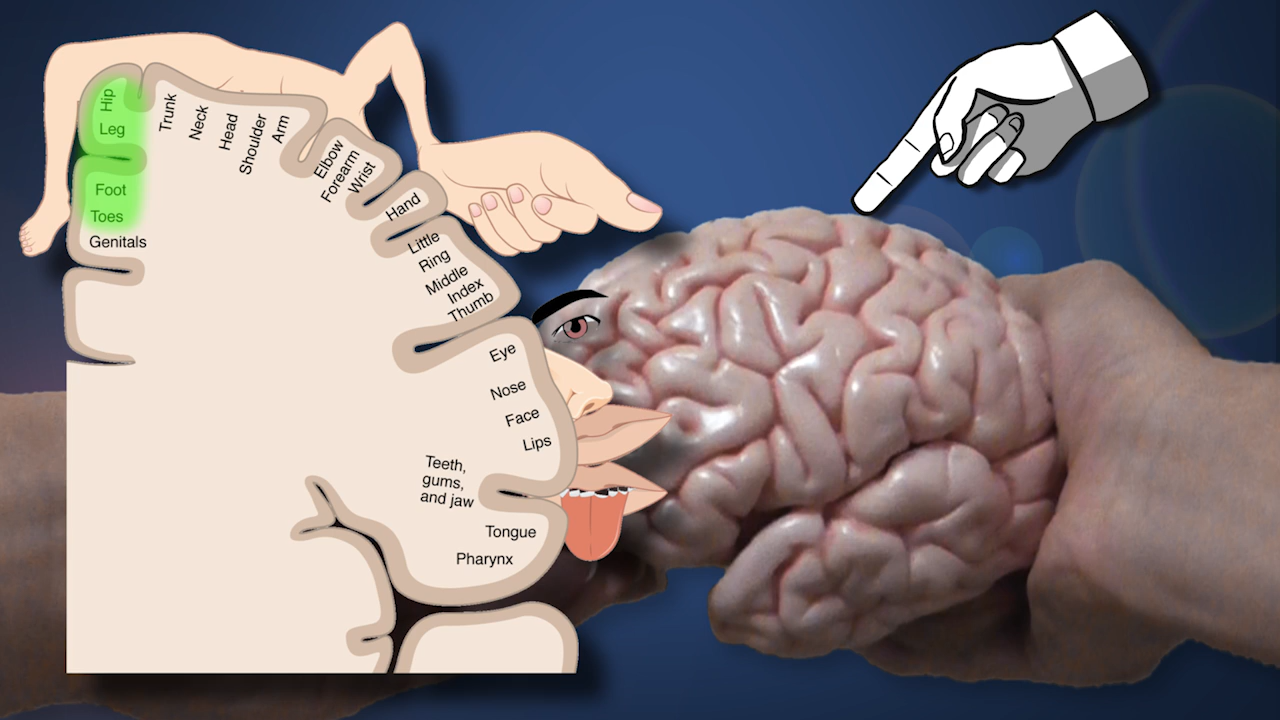 Hip
Leg
Foot
Toes
Genitals
Trunk
Neck
Head
Shoulder
Arm
Elbow
Forearm
Wrist
Hand
Little
Ring
Middle
Index
Thumb
Eye
Nose
Face
Lips
Teeth,
gums,
and jaw
Tongue
Pharynx